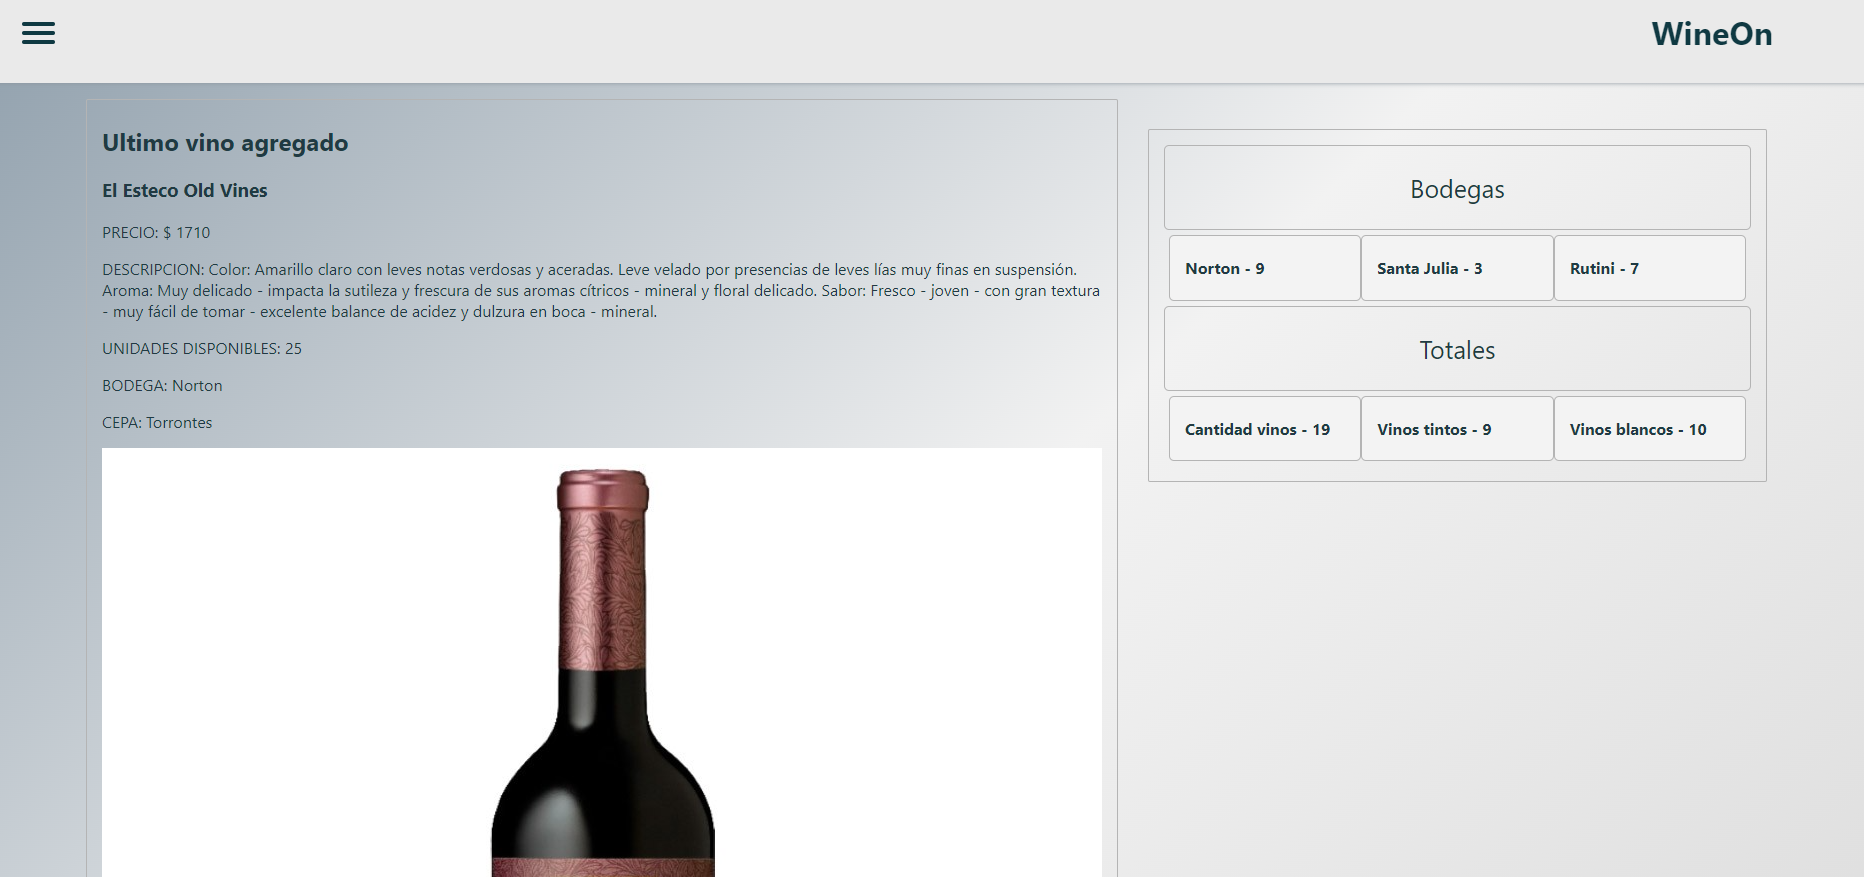 WineOn
Ultimo vino agregado
El Esteco Old Vines
PRECIO: $ 1710
DESCRIPCION: Color: Amarillo claro con leves notas verdosas y aceradas. Leve velado por presencias de leves lías muy finas en suspensión.
Aroma: Muy delicado - impacta la sutileza y frescura de sus aromas cítricos - mineral y floral delicado. Sabor: Fresco - joven - con gran textura
- muy fácil de tomar - excelente balance de acidez y dulzura en boca - mineral.
UNIDADES DISPONIBLES: 25
BODEGA: Norton
CEPA: Torrontes
Bodegas
Norton - 9
Santa Julia - 3
Rutini - 7
Totales
Cantidad vinos - 19
Vinos tintos - 9
Vinos blancos - 10